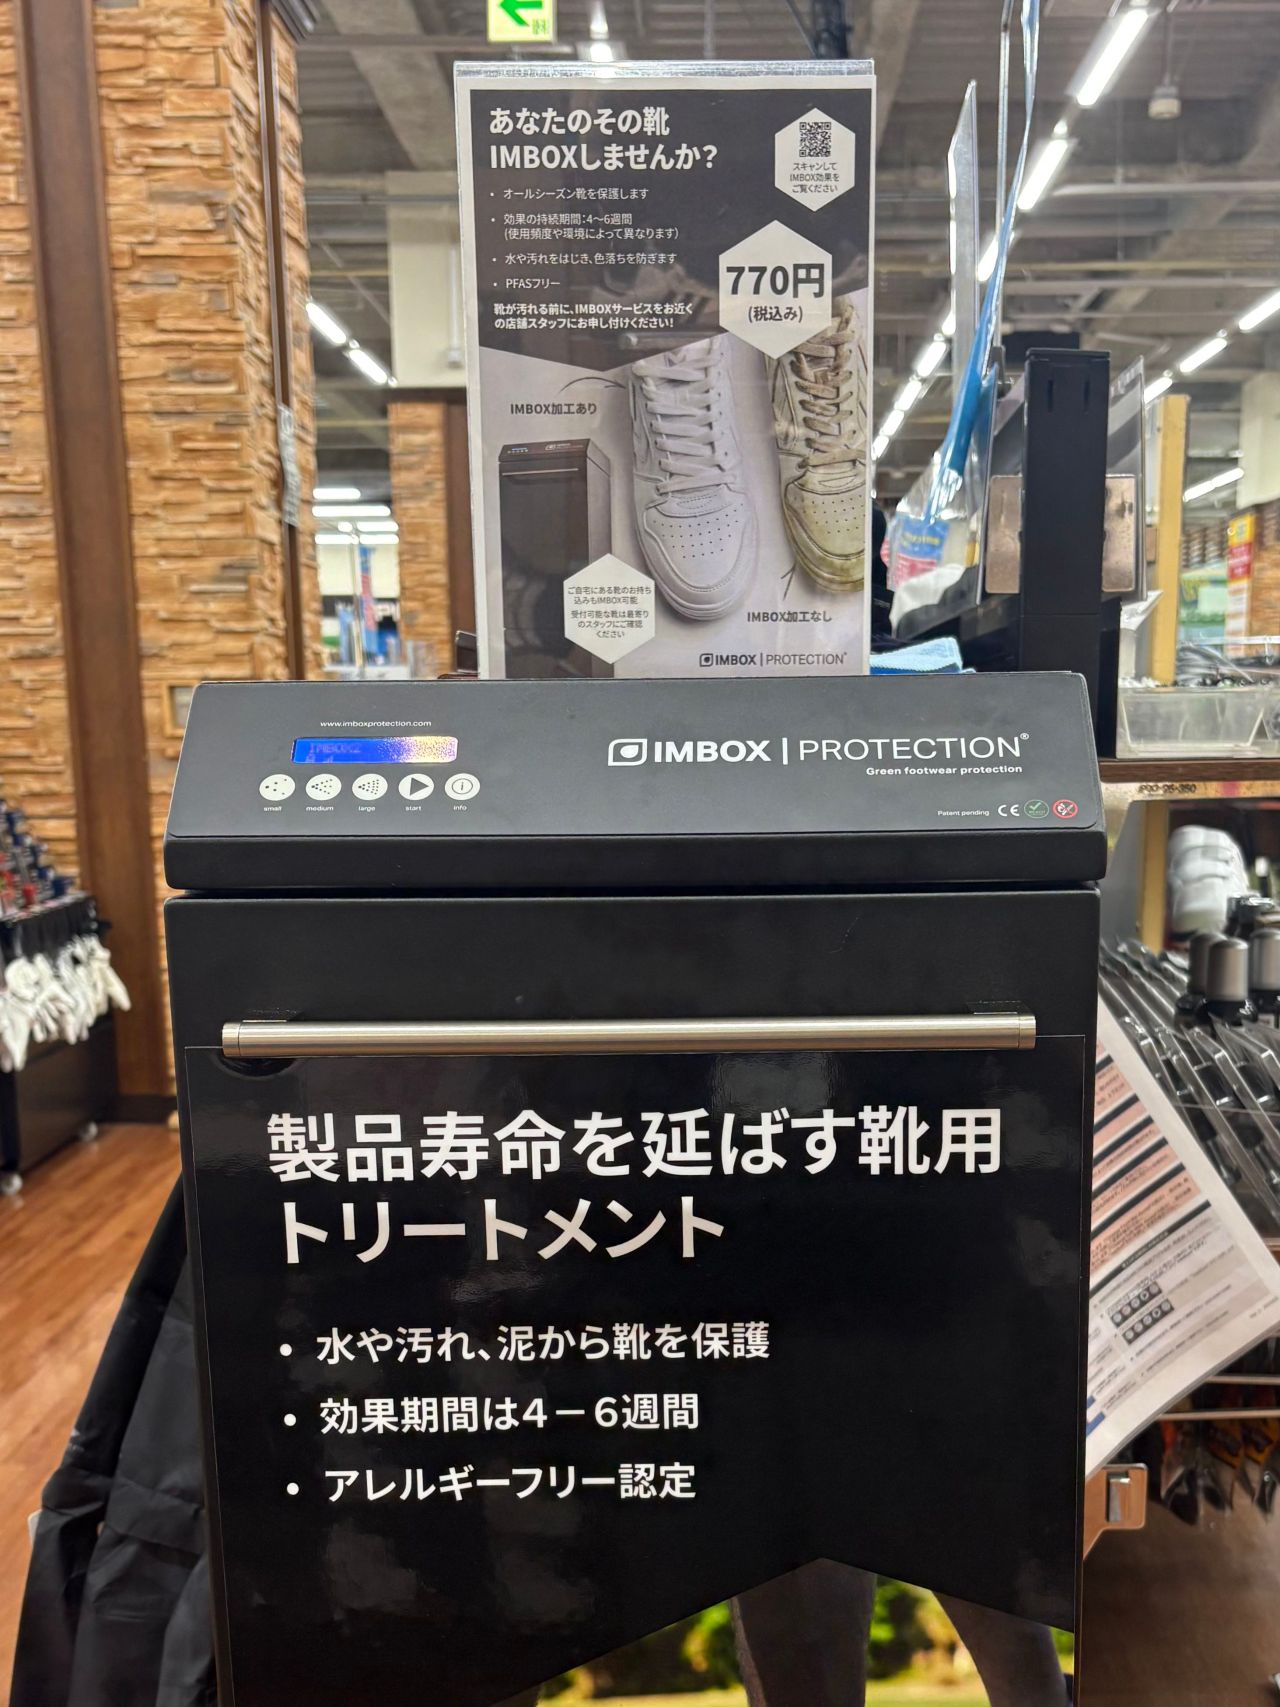 あなたのその靴
IMBOXしませんか？
• オールシーズン靴を保護します
• 効果の持続期間：4〜6週間
(使用頻度や環境によって異なります)
• 水や汚れをはじき、色落ちを防ぎます
• PFASフリー
靴が汚れる前に、IMBOXサービスをお近く
の店舗スタッフにお申し付けください！
スキャンして
IMBOX効果を
ご覧ください
770円
(税込み)
IMBOX加工あり
ご自宅にある靴のお持ち
込みもIMBOX可能
受付可能な靴は最寄り
のスタッフにご確認
ください
IMBOX加工なし
IMBOX | PROTECTION®
www.imboxprotection.com
IMBOX2
small medium large start info
IMBOX | PROTECTION®
Green footwear protection
Patent pending CE
製品寿命を延ばす靴用
トリートメント
• 水や汚れ、泥から靴を保護
• 効果期間は４－６週間
• アレルギーフリー認定